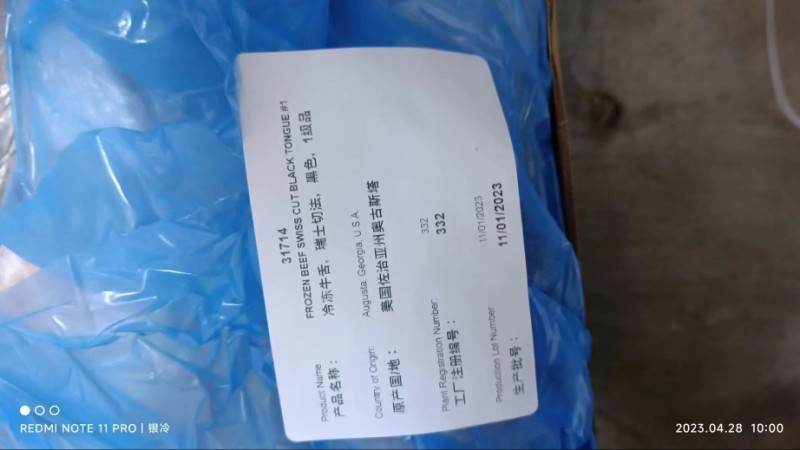 31714
Product Name FROZEN BEEF SWISS CUT BLACK TONGUE #1
产品名称： 冷冻牛舌，瑞士切法，黑色，1级品
Country of Origin: Augusta, Georgia, U.S.A.
原产国/地： 美国佐治亚州奥古斯塔
Plant Registration Number: 332
工厂注册编号： 332
Production Lot Number 11/01/2023
生产批号： 11/01/2023
REDMI NOTE 11 PRO | 银冷
2023.04.28 10:00